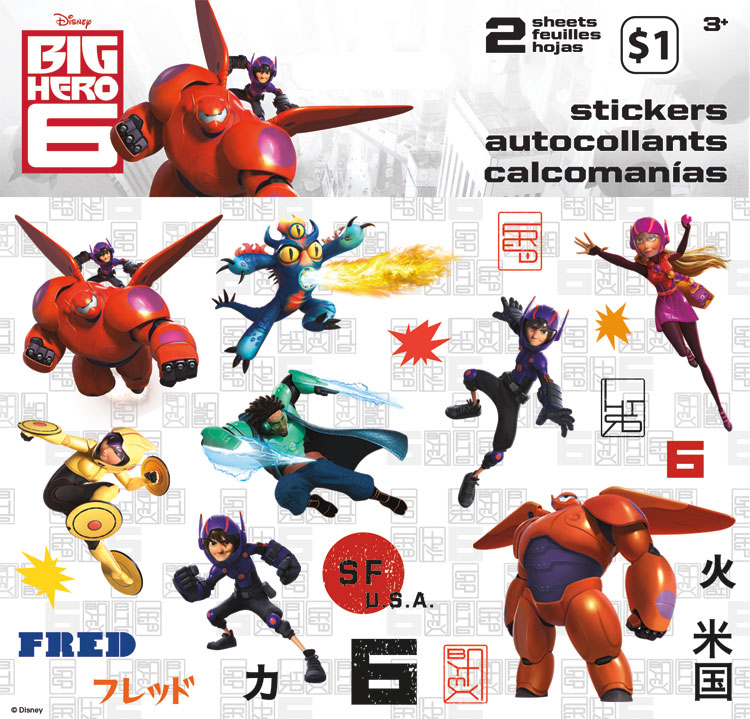 Disney
BIG
HERO
6
2 sheets
feuilles
hojas
$1
3+
stickers
autocollants
calcomanías
6
SF
U.S.A.
火
米
国
FRED
フレッド
力
6
© Disney